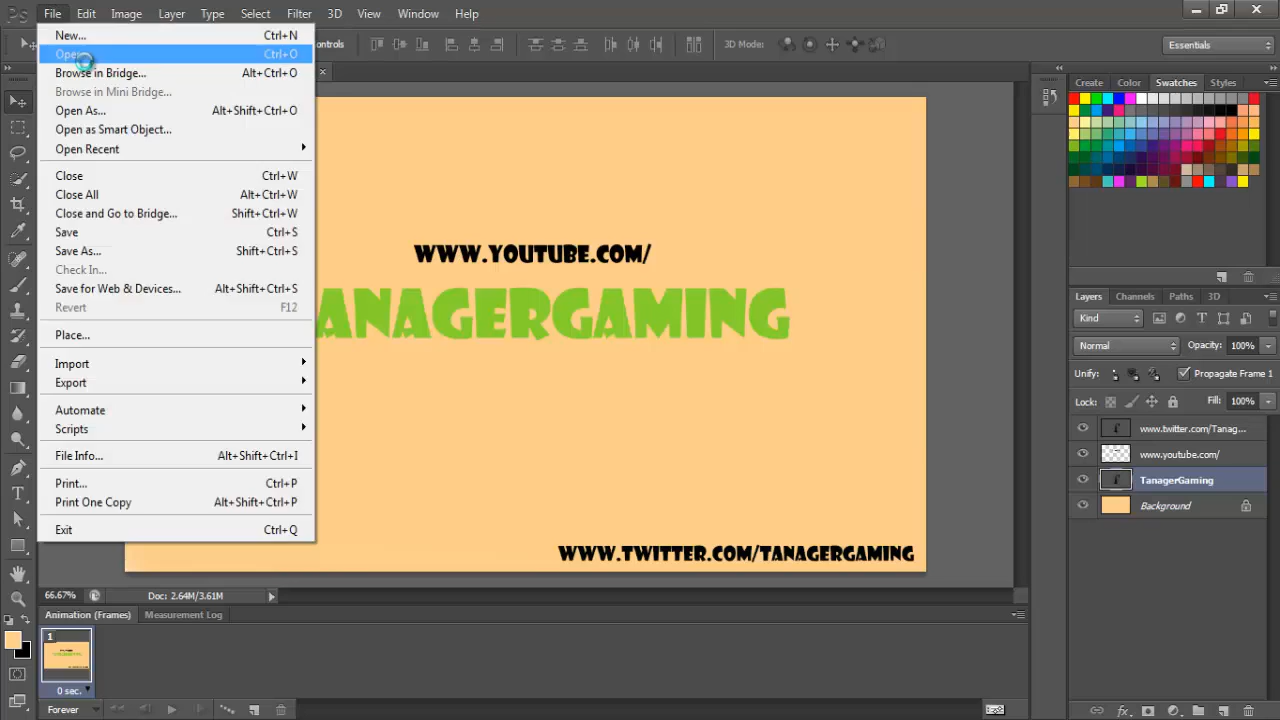 Ps File Edit Image Layer Type Select Filter 3D View Window Help
New... Ctrl+N
Open... Ctrl+O
Browse in Bridge... Alt+Ctrl+O
Browse in Mini Bridge...
Open As... Alt+Shift+Ctrl+O
Open as Smart Object...
Open Recent
Close Ctrl+W
Close All Alt+Ctrl+W
Close and Go to Bridge... Shift+Ctrl+W
Save Ctrl+S
Save As... Shift+Ctrl+S
Check In...
Save for Web & Devices... Alt+Shift+Ctrl+S
Revert F12
Place...
Import
Export
Automate
Scripts
File Info... Alt+Shift+Ctrl+I
Print... Ctrl+P
Print One Copy Alt+Shift+Ctrl+P
Exit Ctrl+Q
3D Mode:
Essentials
WWW.YOUTUBE.COM/
ANAGERGAMING
WWW.TWITTER.COM/TANAGERGAMING
Create Color Swatches Styles
Layers Channels Paths 3D
Kind
Normal Opacity: 100%
Unify: Propagate Frame 1
Lock: Fill: 100%
www.twitter.com/Tanag...
www.youtube.com/
TanagerGaming
Background
66.67% Doc: 2.64M/3.61M
Animation (Frames) Measurement Log
1
0 sec.
Forever